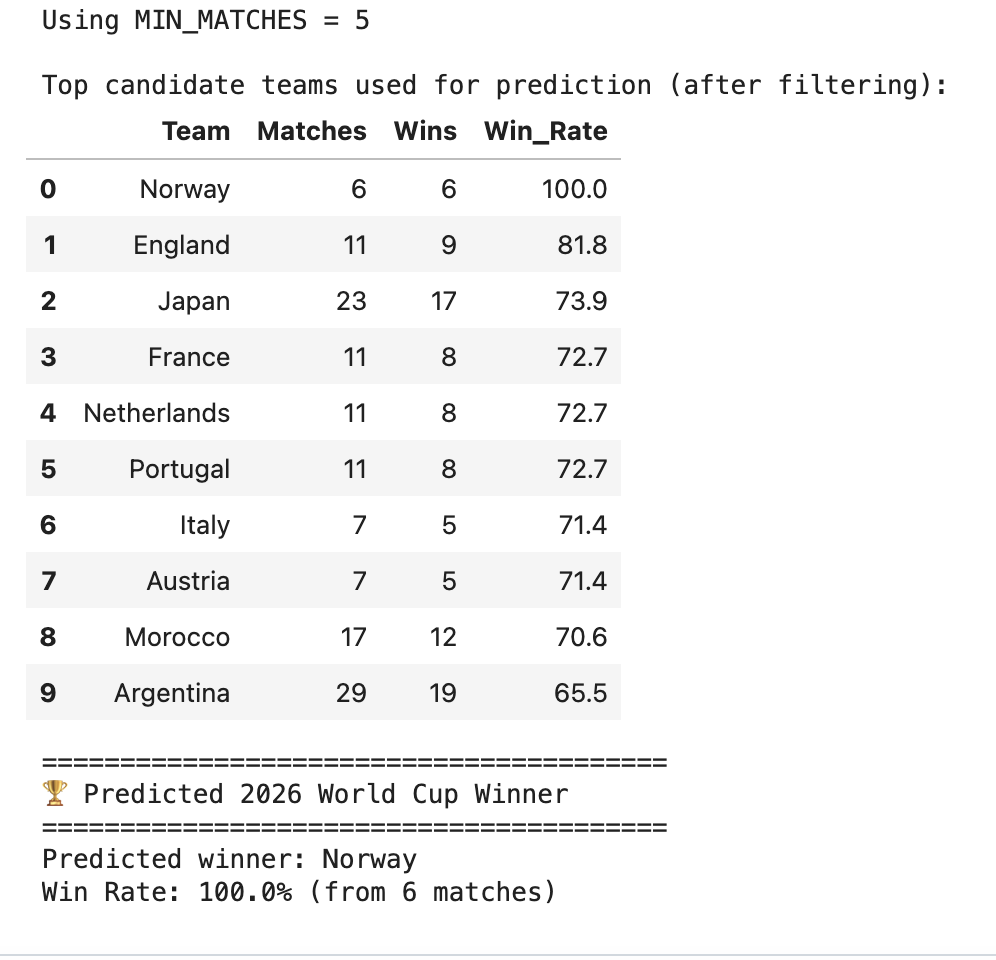 Using MIN_MATCHES = 5
Top candidate teams used for prediction (after filtering):
Team Matches Wins Win_Rate
0 Norway 6 6 100.0
1 England 11 9 81.8
2 Japan 23 17 73.9
3 France 11 8 72.7
4 Netherlands 11 8 72.7
5 Portugal 11 8 72.7
6 Italy 7 5 71.4
7 Austria 7 5 71.4
8 Morocco 17 12 70.6
9 Argentina 29 19 65.5
========================================
🏆 Predicted 2026 World Cup Winner
========================================
Predicted winner: Norway
Win Rate: 100.0% (from 6 matches)